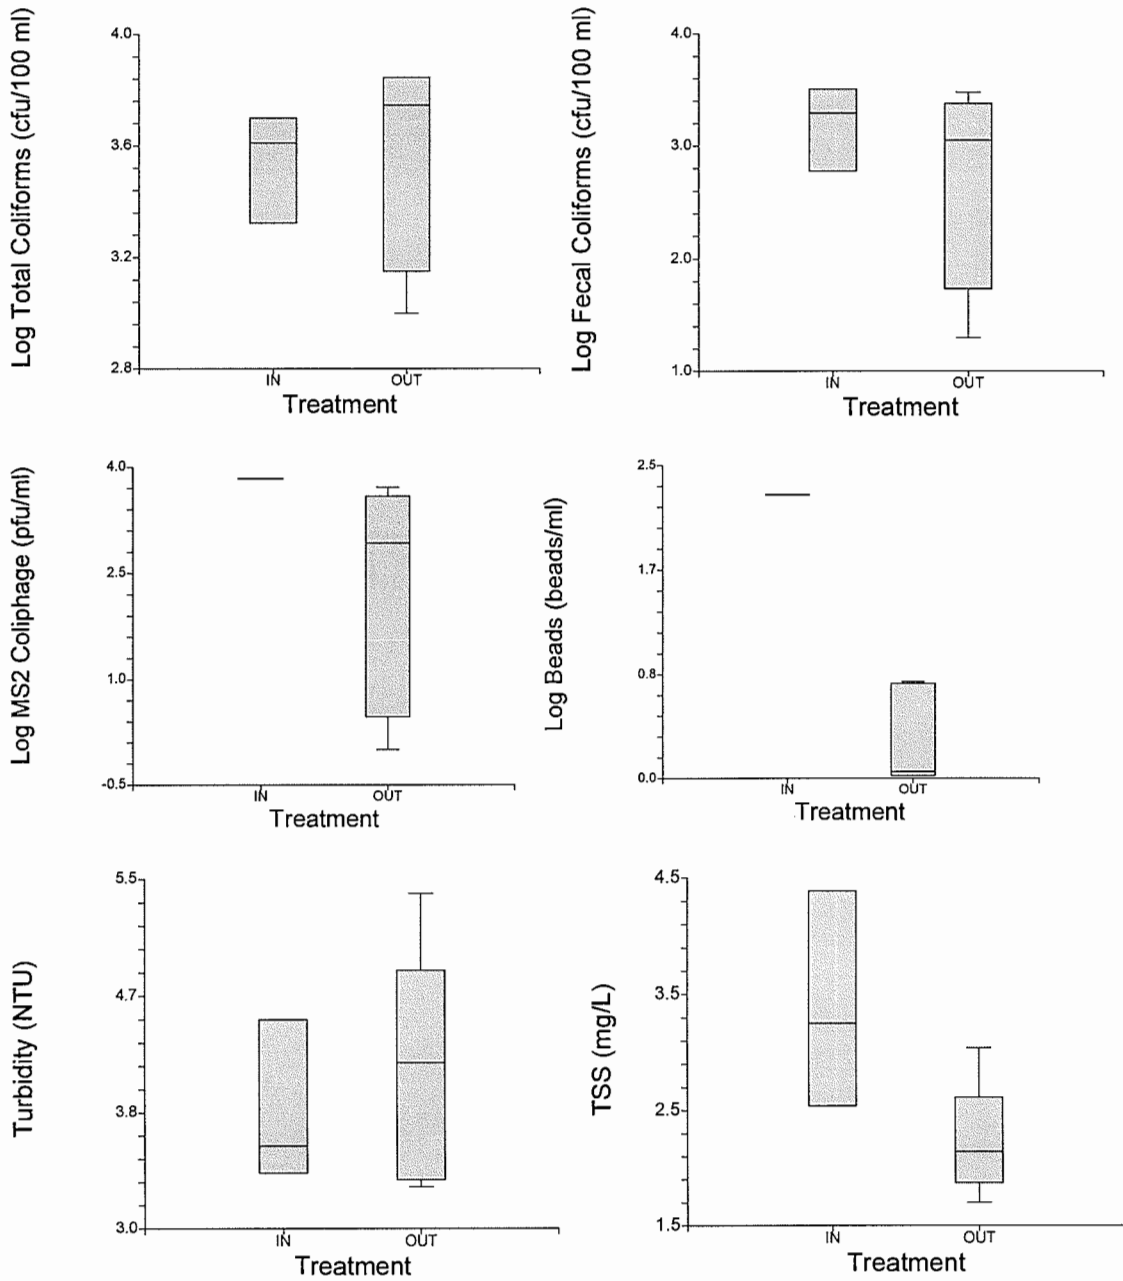 Log Total Coliforms (cfu/100 ml)
4.0
3.6
3.2
2.8
IN
OUT
Treatment
Log Fecal Coliforms (cfu/100 ml)
4.0
3.0
2.0
1.0
IN
OUT
Treatment
Log MS2 Coliphage (pfu/ml)
4.0
2.5
1.0
-0.5
IN
OUT
Treatment
Log Beads (beads/ml)
2.5
1.7
0.8
0.0
IN
OUT
Treatment
Turbidity (NTU)
5.5
4.7
3.8
3.0
IN
OUT
Treatment
TSS (mg/L)
4.5
3.5
2.5
1.5
IN
OUT
Treatment